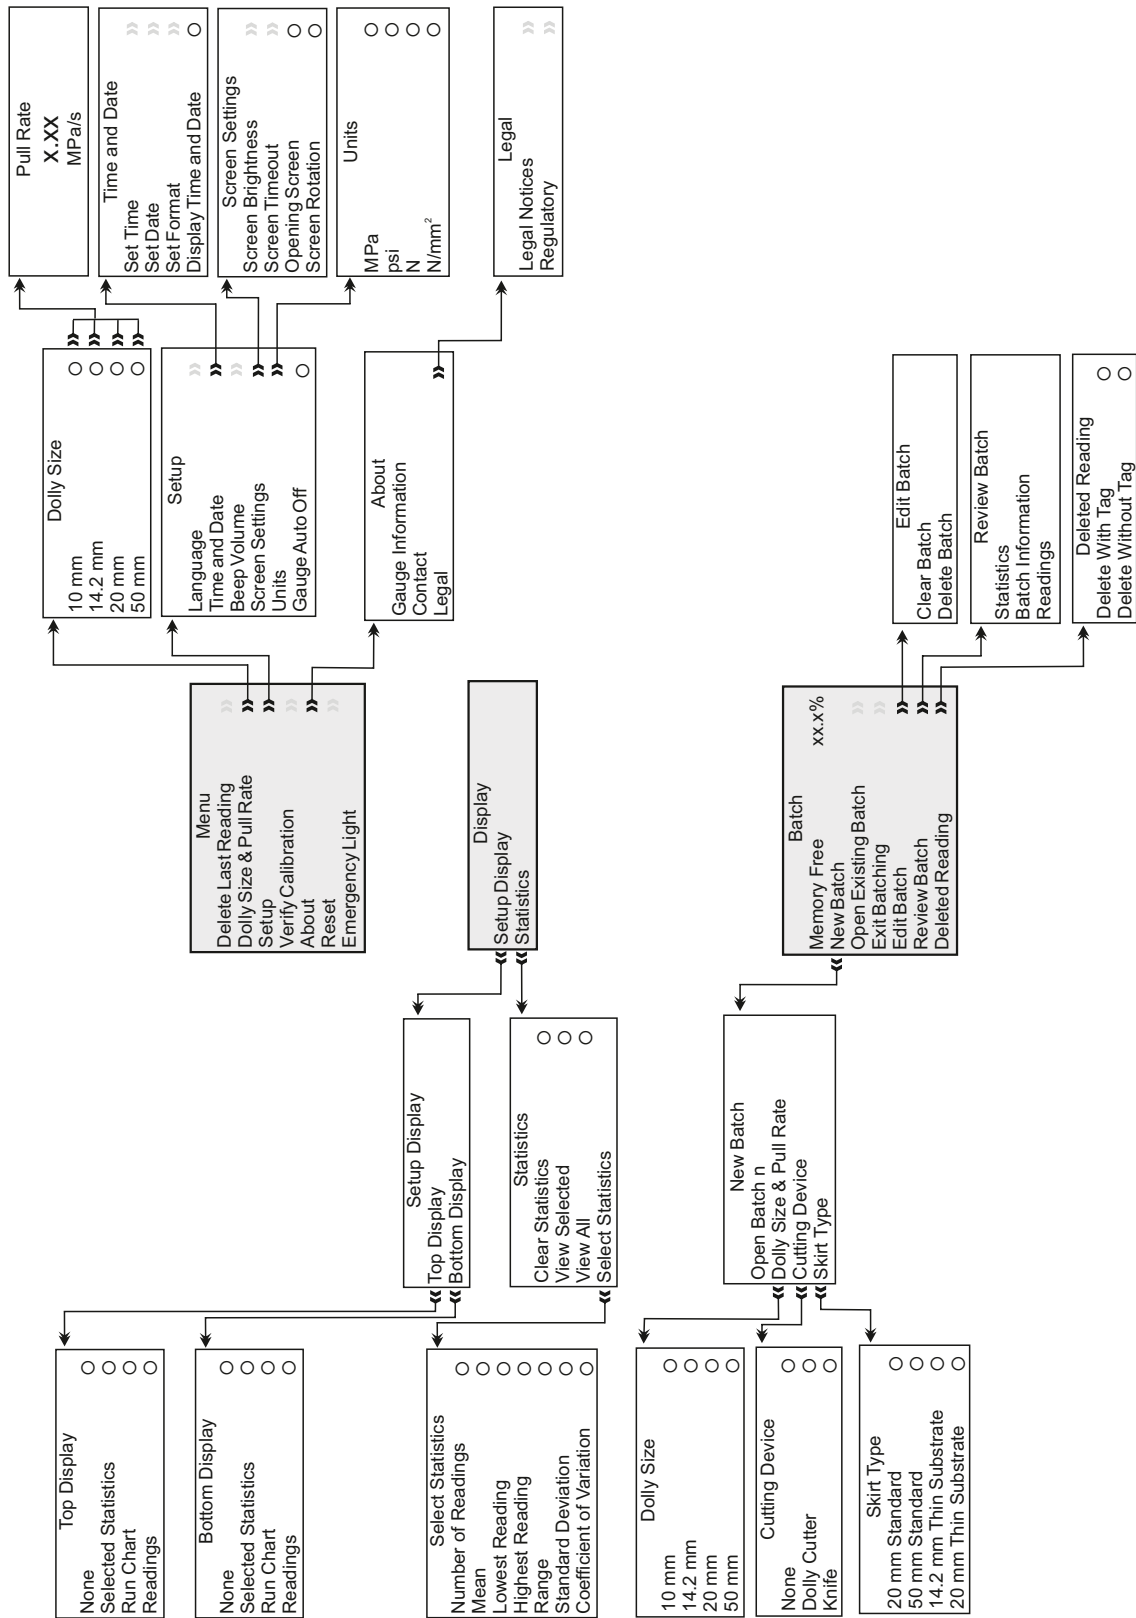 Top Display
None
Selected Statistics
Run Chart
Readings
Bottom Display
None
Selected Statistics
Run Chart
Readings
Select Statistics
Number of Readings
Mean
Lowest Reading
Highest Reading
Range
Standard Deviation
Coefficient of Variation
Dolly Size
10 mm
14.2 mm
20 mm
50 mm
Cutting Device
None
Dolly Cutter
Knife
Skirt Type
20 mm Standard
50 mm Standard
14.2 mm Thin Substrate
20 mm Thin Substrate
Setup Display
Top Display
Bottom Display
Statistics
Clear Statistics
View Selected
View All
Select Statistics
New Batch
Open Batch n
Dolly Size & Pull Rate
Cutting Device
Skirt Type
Menu
Delete Last Reading
Dolly Size & Pull Rate
Setup
Verify Calibration
About
Reset
Emergency Light
Display
Setup Display
Statistics
Batch
Memory Free xx.x%
New Batch
Open Existing Batch
Exit Batching
Edit Batch
Review Batch
Deleted Reading
Dolly Size
10 mm
14.2 mm
20 mm
50 mm
Setup
Language
Time and Date
Beep Volume
Screen Settings
Units
Gauge Auto Off
About
Gauge Information
Contact
Legal
Edit Batch
Clear Batch
Delete Batch
Review Batch
Statistics
Batch Information
Readings
Deleted Reading
Delete With Tag
Delete Without Tag
Pull Rate
X.XX
MPa/s
Time and Date
Set Time
Set Date
Set Format
Display Time and Date
Screen Settings
Screen Brightness
Screen Timeout
Opening Screen
Screen Rotation
Units
MPa
psi
N
N/mm²
Legal
Legal Notices
Regulatory